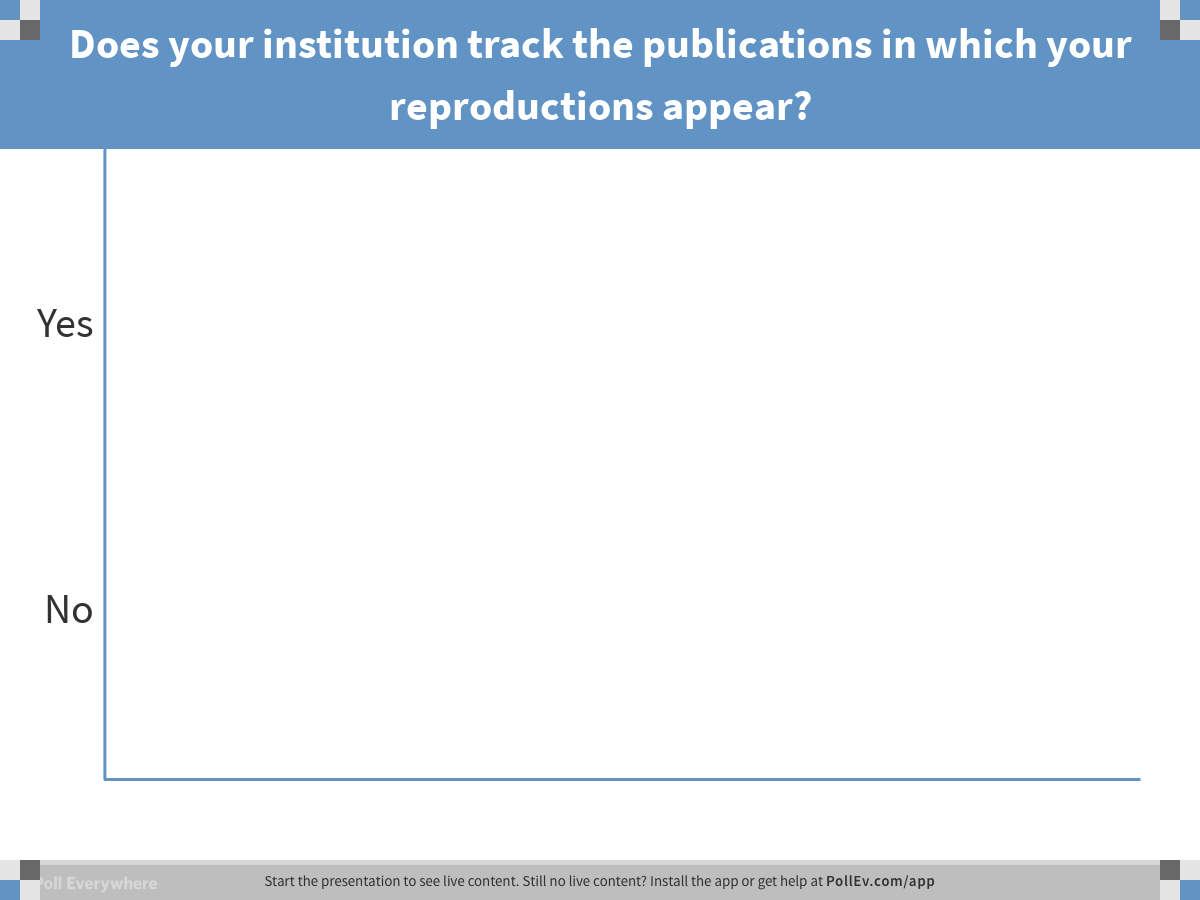 Does your institution track the publications in which your
reproductions appear?
Yes
No
Poll Everywhere
Start the presentation to see live content. Still no live content? Install the app or get help at PollEv.com/app